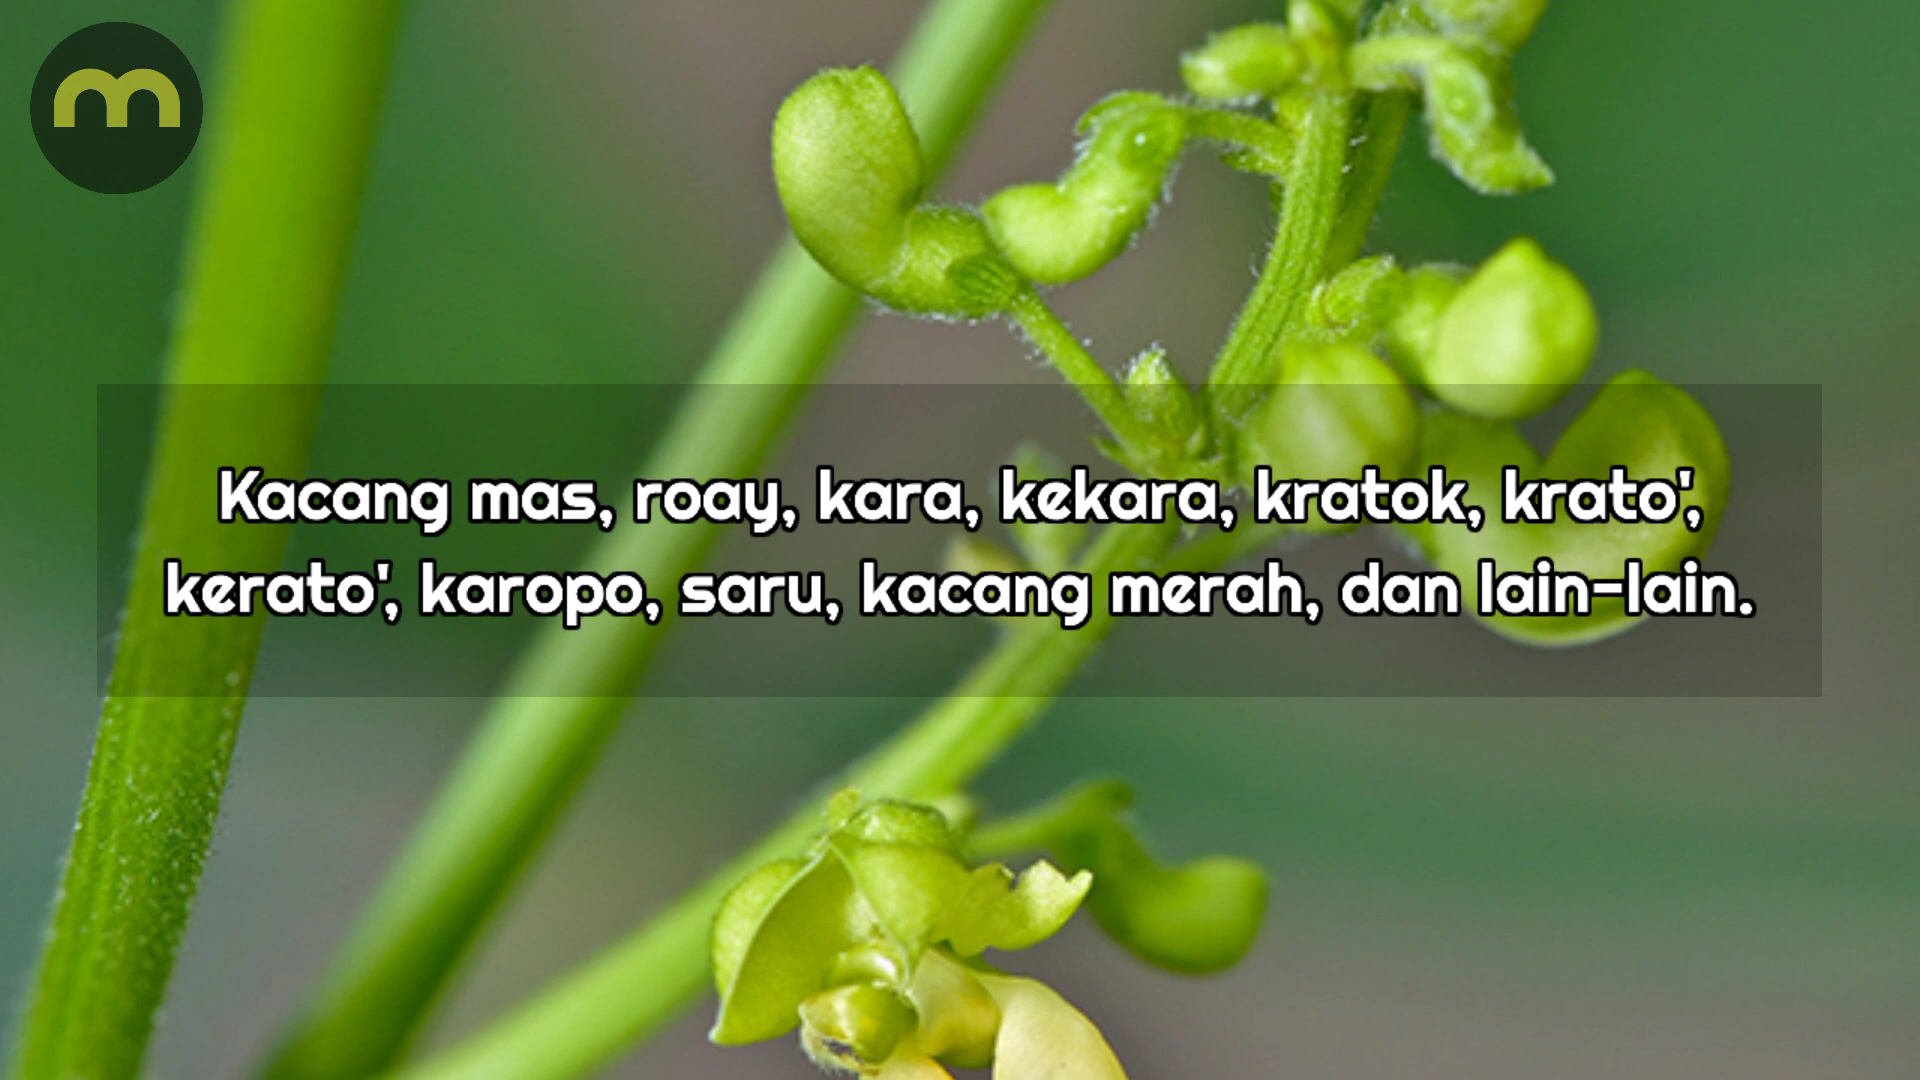 m
Kacang mas, roay, kara, kekara, kratok, krato',
kerato', karopo, saru, kacang merah, dan lain-lain.